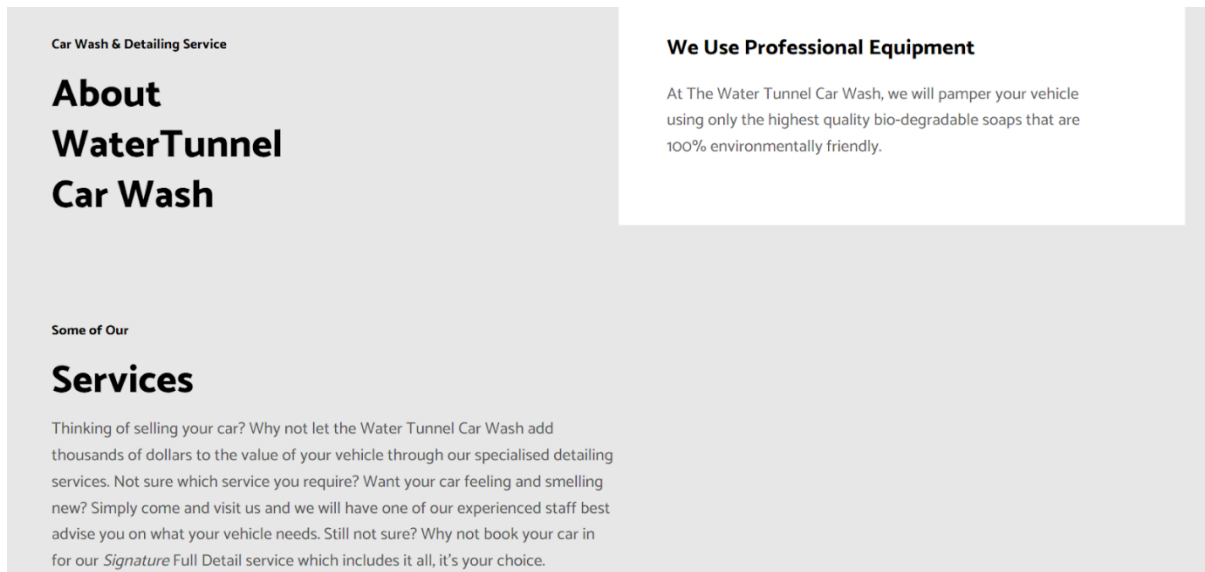 Car Wash & Detailing Service
About
WaterTunnel
Car Wash
We Use Professional Equipment
At The Water Tunnel Car Wash, we will pamper your vehicle
using only the highest quality bio-degradable soaps that are
100% environmentally friendly.
Some of Our
Services
Thinking of selling your car? Why not let the Water Tunnel Car Wash add
thousands of dollars to the value of your vehicle through our specialised detailing
services. Not sure which service you require? Want your car feeling and smelling
new? Simply come and visit us and we will have one of our experienced staff best
advise you on what your vehicle needs. Still not sure? Why not book your car in
for our Signature Full Detail service which includes it all, it's your choice.